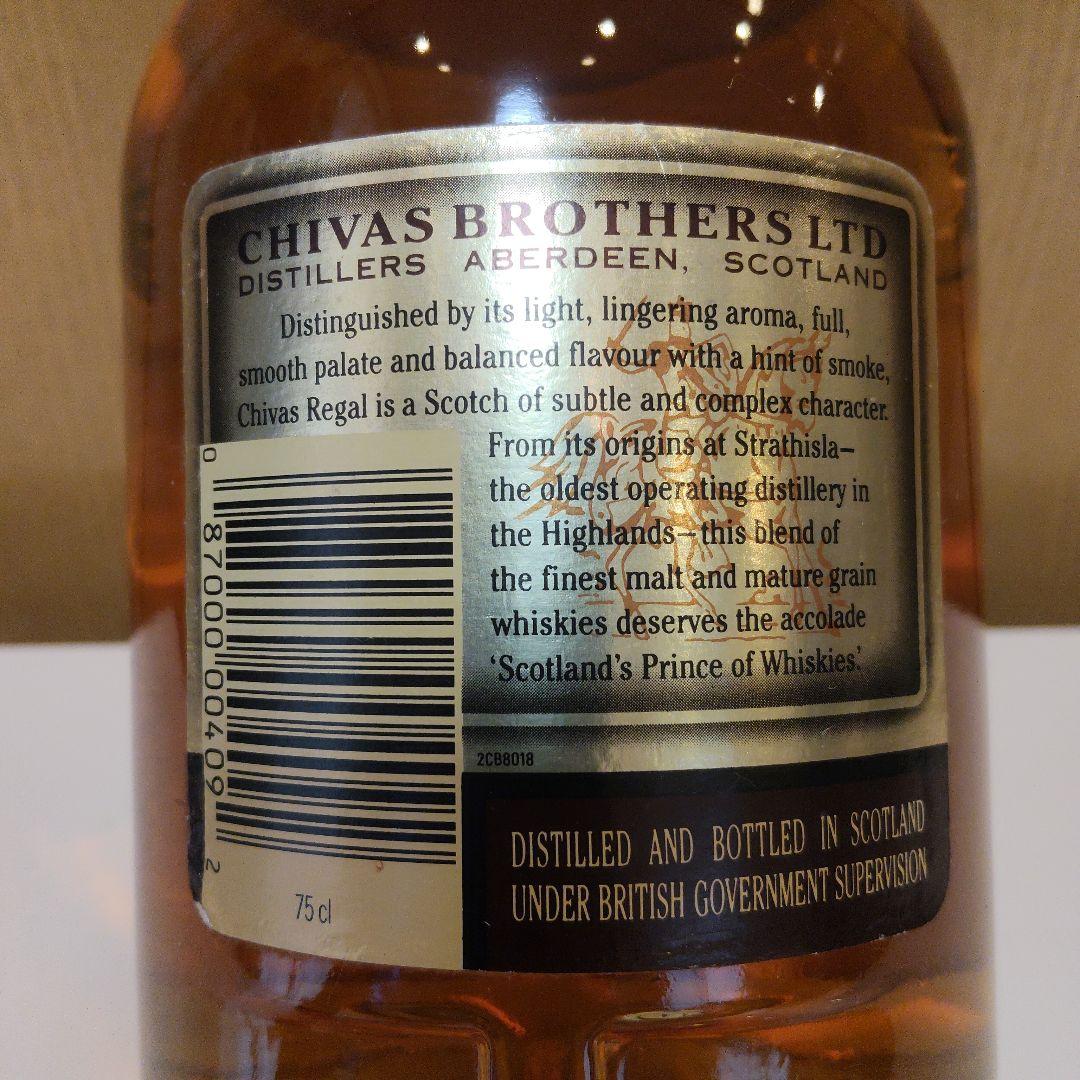 CHIVAS BROTHERS LTD
DISTILLERS ABERDEEN, SCOTLAND
Distinguished by its light, lingering aroma, full,
smooth palate and balanced flavour with a hint of smoke,
Chivas Regal is a Scotch of subtle and complex character.
From its origins at Strathisla–
the oldest operating distillery in
the Highlands–this blend of
the finest malt and mature grain
whiskies deserves the accolade
‘Scotland’s Prince of Whiskies.’
0 87000 00409 2
75 cl
2CB8018
DISTILLED AND BOTTLED IN SCOTLAND
UNDER BRITISH GOVERNMENT SUPERVISION